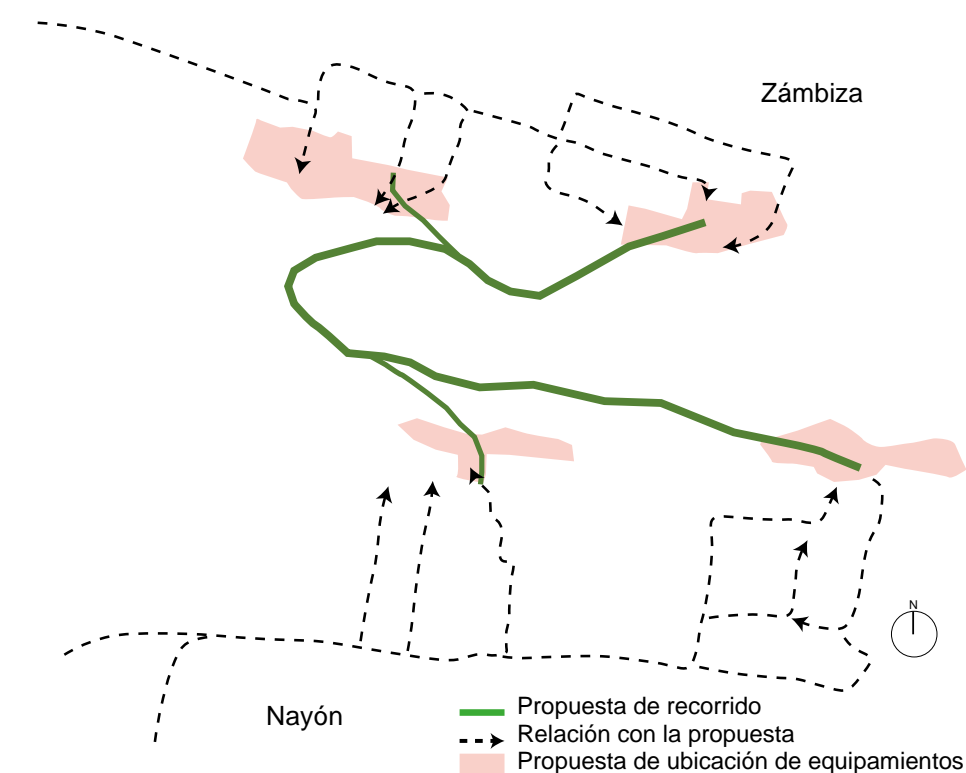 Zámbiza
N
Nayón
Propuesta de recorrido
Relación con la propuesta
Propuesta de ubicación de equipamientos